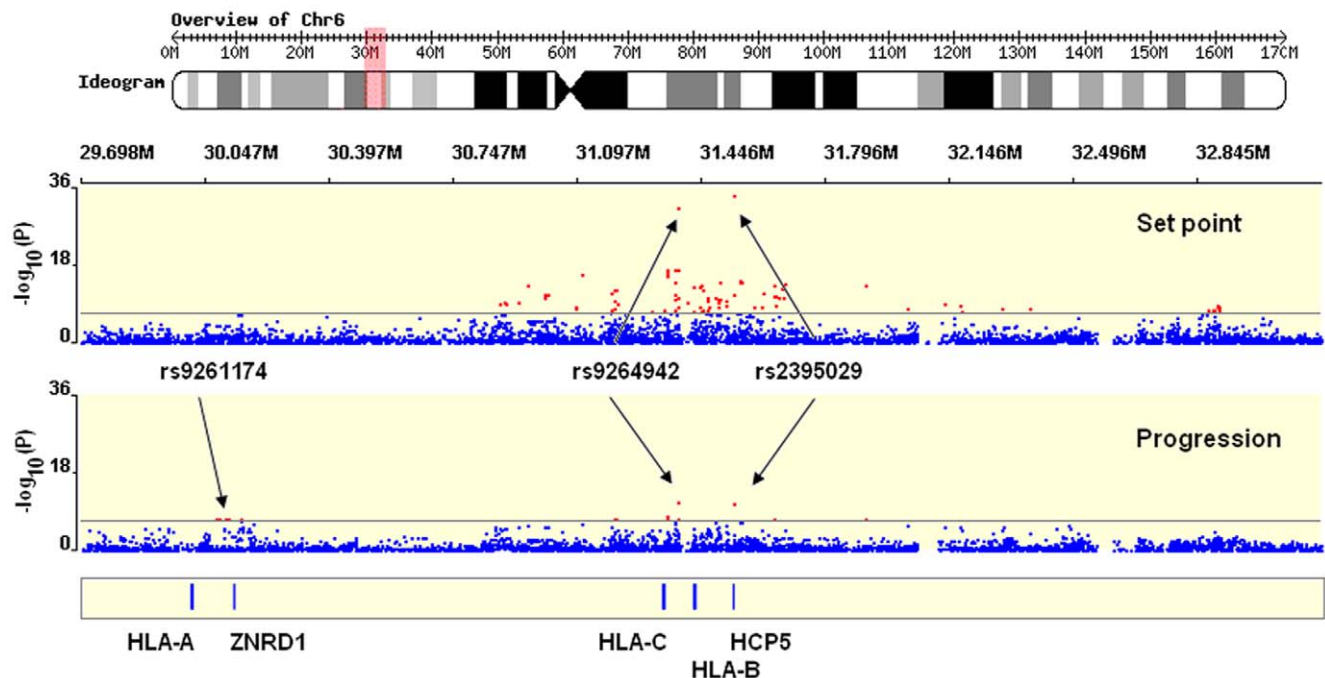 Overview of Chr6
0M 10M 20M 30M 40M 50M 60M 70M 80M 90M 100M 110M 120M 130M 140M 150M 160M 170M
Ideogram
29.698M 30.047M 30.397M 30.747M 31.097M 31.446M 31.796M 32.146M 32.496M 32.845M
36
Set point
-log10(P)
18
0
rs9261174 rs9264942 rs2395029
36
Progression
-log10(P)
18
0
HLA-A ZNRD1 HLA-C HCP5
HLA-B